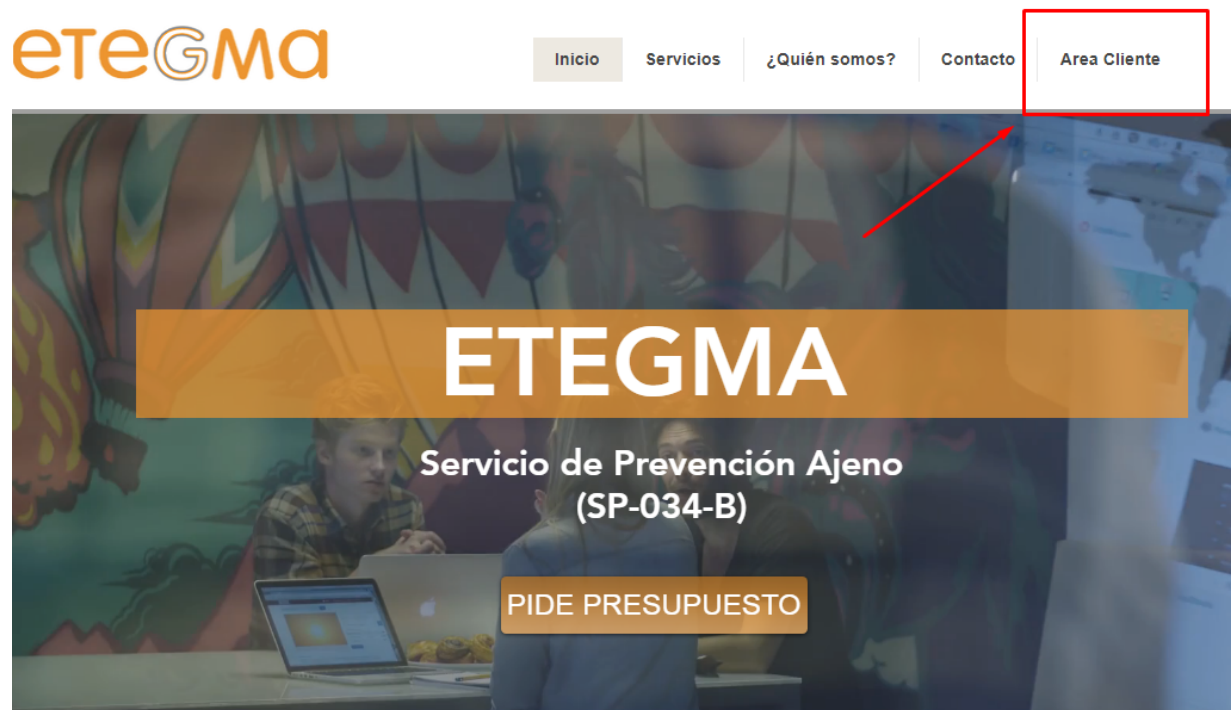 eTeGMa
Inicio Servicios ¿Quién somos? Contacto Area Cliente
ETEGMA
Servicio de Prevención Ajeno
(SP-034-B)
PIDE PRESUPUESTO